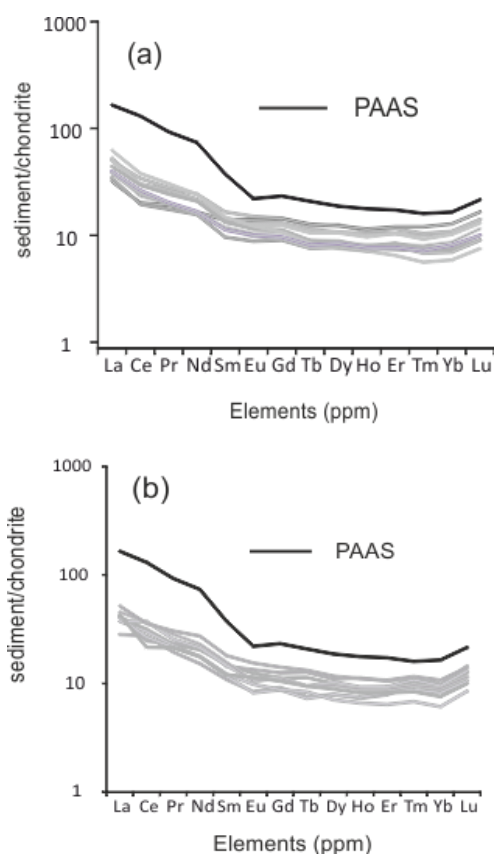 1000
(a)
PAAS
100
sediment/chondrite
10
1
La Ce Pr Nd Sm Eu Gd Tb Dy Ho Er Tm Yb Lu
Elements (ppm)
1000
(b)
PAAS
100
sediment/chondrite
10
1
La Ce Pr Nd Sm Eu Gd Tb Dy Ho Er Tm Yb Lu
Elements (ppm)